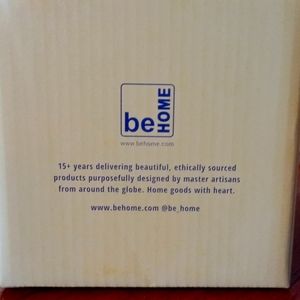 be HOME
www.behome.com
15+ years delivering beautiful, ethically sourced
products purposefully designed by master artisans
from around the globe. Home goods with heart.
www.behome.com @be_home